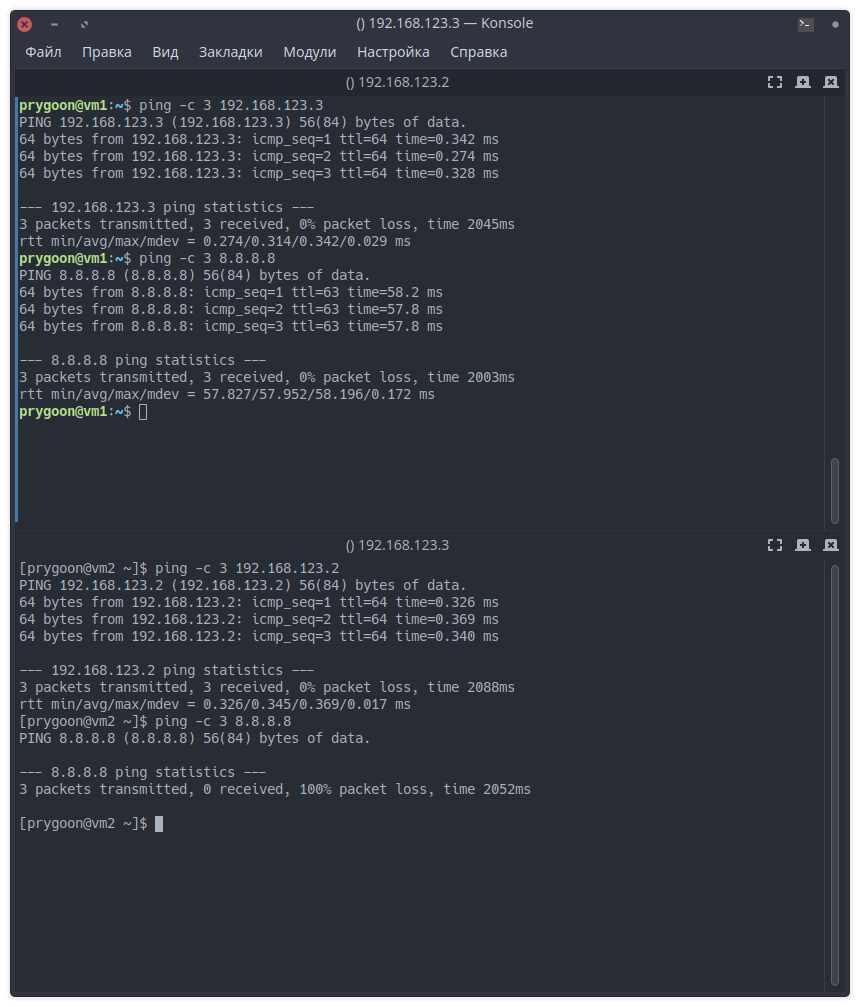 () 192.168.123.3 — Konsole
Файл Правка Вид Закладки Модули Настройка Справка
() 192.168.123.2
prygoon@vm1:~$ ping -c 3 192.168.123.3
PING 192.168.123.3 (192.168.123.3) 56(84) bytes of data.
64 bytes from 192.168.123.3: icmp_seq=1 ttl=64 time=0.342 ms
64 bytes from 192.168.123.3: icmp_seq=2 ttl=64 time=0.274 ms
64 bytes from 192.168.123.3: icmp_seq=3 ttl=64 time=0.328 ms
--- 192.168.123.3 ping statistics ---
3 packets transmitted, 3 received, 0% packet loss, time 2045ms
rtt min/avg/max/mdev = 0.274/0.314/0.342/0.029 ms
prygoon@vm1:~$ ping -c 3 8.8.8.8
PING 8.8.8.8 (8.8.8.8) 56(84) bytes of data.
64 bytes from 8.8.8.8: icmp_seq=1 ttl=63 time=58.2 ms
64 bytes from 8.8.8.8: icmp_seq=2 ttl=63 time=57.8 ms
64 bytes from 8.8.8.8: icmp_seq=3 ttl=63 time=57.8 ms
--- 8.8.8.8 ping statistics ---
3 packets transmitted, 3 received, 0% packet loss, time 2003ms
rtt min/avg/max/mdev = 57.827/57.952/58.196/0.172 ms
prygoon@vm1:~$
() 192.168.123.3
[prygoon@vm2 ~]$ ping -c 3 192.168.123.2
PING 192.168.123.2 (192.168.123.2) 56(84) bytes of data.
64 bytes from 192.168.123.2: icmp_seq=1 ttl=64 time=0.326 ms
64 bytes from 192.168.123.2: icmp_seq=2 ttl=64 time=0.369 ms
64 bytes from 192.168.123.2: icmp_seq=3 ttl=64 time=0.340 ms
--- 192.168.123.2 ping statistics ---
3 packets transmitted, 3 received, 0% packet loss, time 2088ms
rtt min/avg/max/mdev = 0.326/0.345/0.369/0.017 ms
[prygoon@vm2 ~]$ ping -c 3 8.8.8.8
PING 8.8.8.8 (8.8.8.8) 56(84) bytes of data.
--- 8.8.8.8 ping statistics ---
3 packets transmitted, 0 received, 100% packet loss, time 2052ms
[prygoon@vm2 ~]$